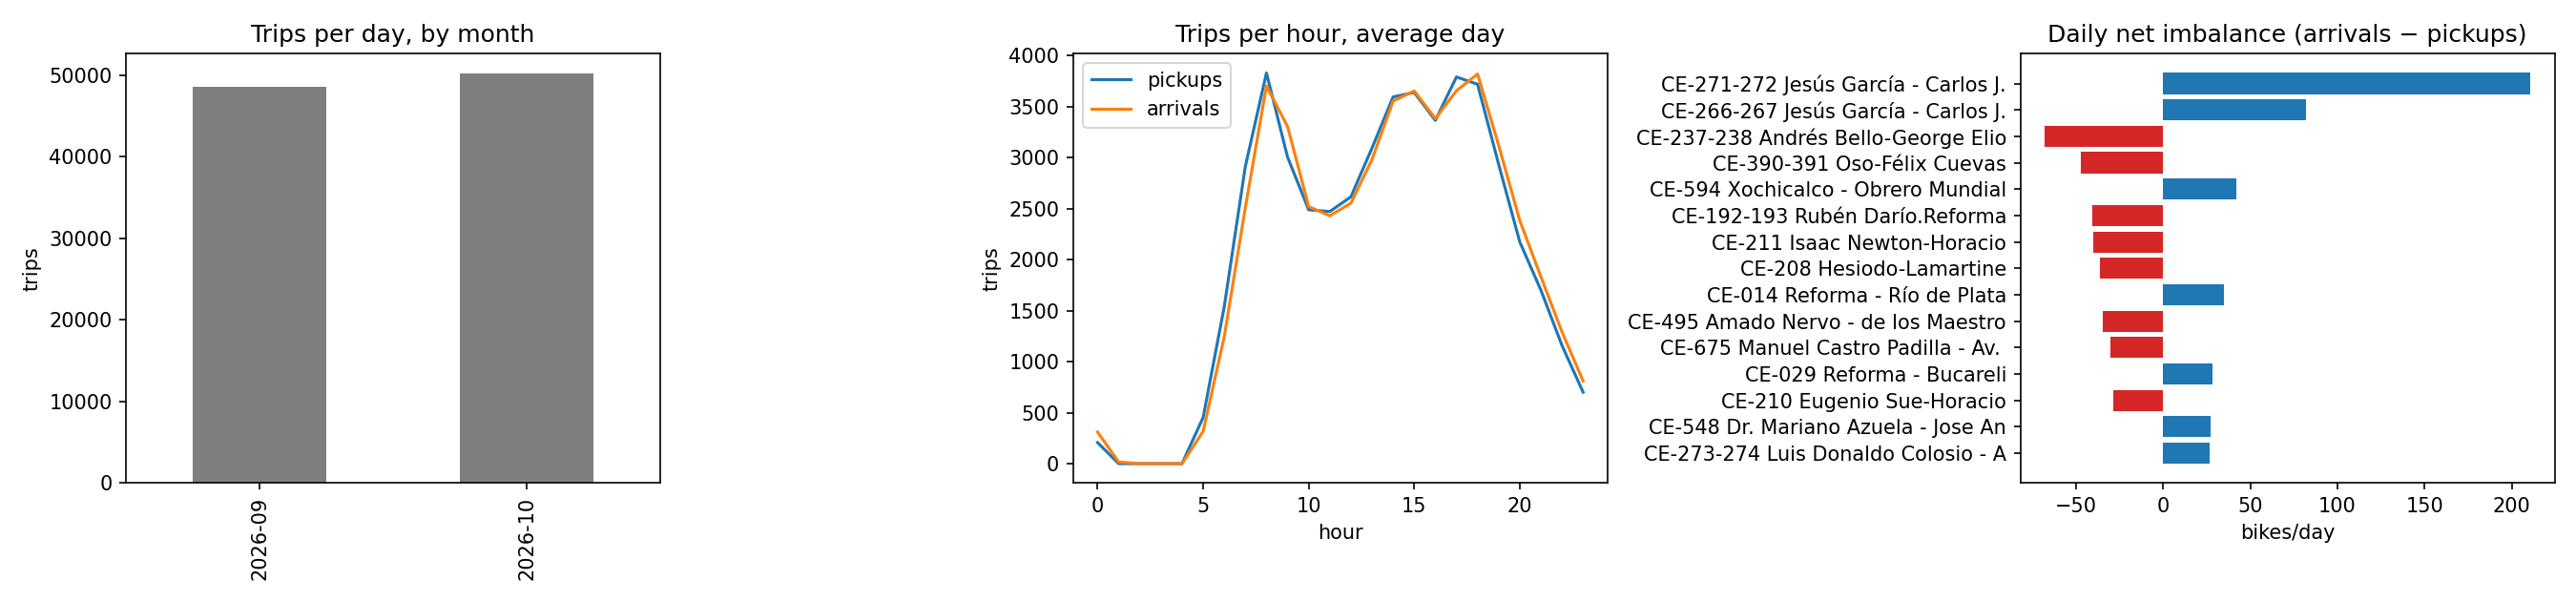 Trips per day, by month
trips
50000
40000
30000
20000
10000
0
2026-09
2026-10
Trips per hour, average day
pickups
arrivals
trips
4000
3500
3000
2500
2000
1500
1000
500
0
0 5 10 15 20
hour
Daily net imbalance (arrivals − pickups)
CE-271-272 Jesús García - Carlos J.
CE-266-267 Jesús García - Carlos J.
CE-237-238 Andrés Bello-George Elio
CE-390-391 Oso-Félix Cuevas
CE-594 Xochicalco - Obrero Mundial
CE-192-193 Rubén Darío.Reforma
CE-211 Isaac Newton-Horacio
CE-208 Hesiodo-Lamartine
CE-014 Reforma - Río de Plata
CE-495 Amado Nervo - de los Maestro
CE-675 Manuel Castro Padilla - Av.
CE-029 Reforma - Bucareli
CE-210 Eugenio Sue-Horacio
CE-548 Dr. Mariano Azuela - Jose An
CE-273-274 Luis Donaldo Colosio - A
−50 0 50 100 150 200
bikes/day